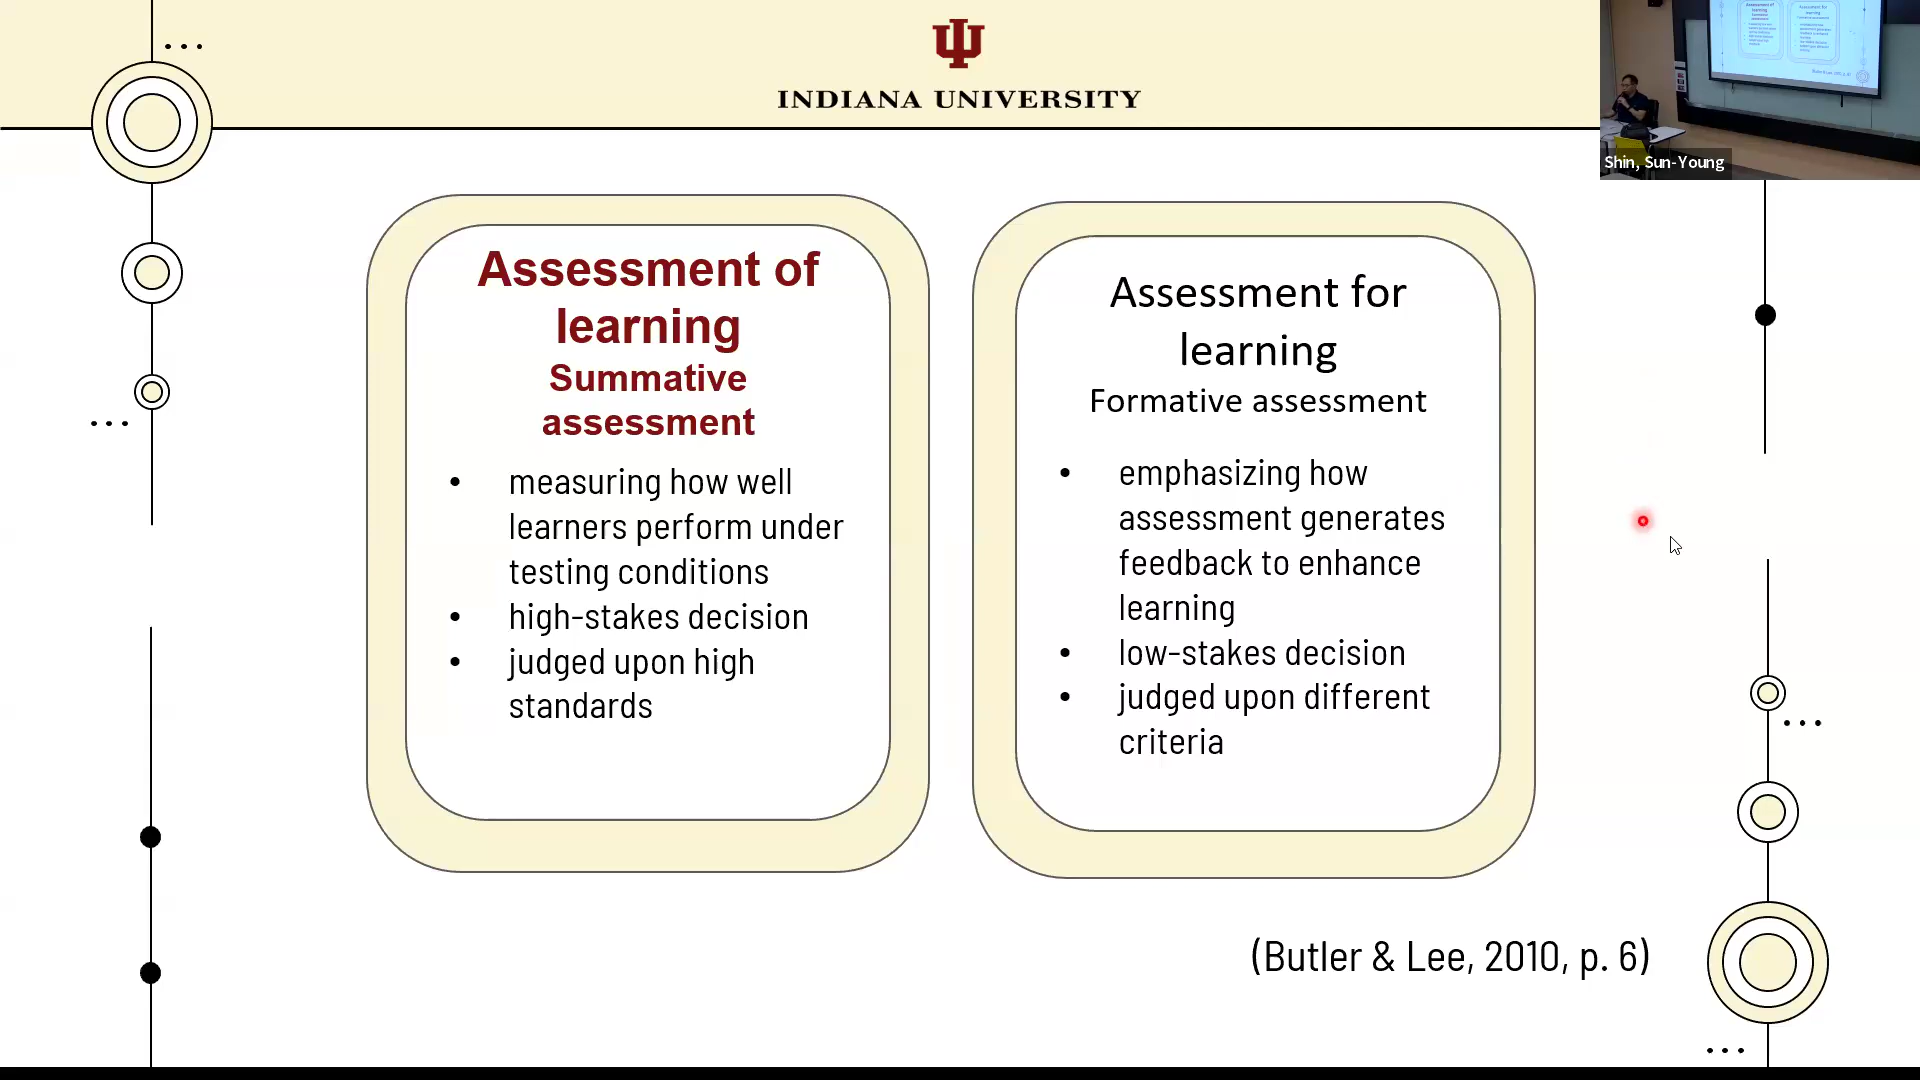 INDIANA UNIVERSITY
Shin, Sun-Young
Assessment of
learning
Summative
assessment
• measuring how well
learners perform under
testing conditions
• high-stakes decision
• judged upon high
standards
Assessment for
learning
Formative assessment
• emphasizing how
assessment generates
feedback to enhance
learning
• low-stakes decision
• judged upon different
criteria
(Butler & Lee, 2010, p. 6)